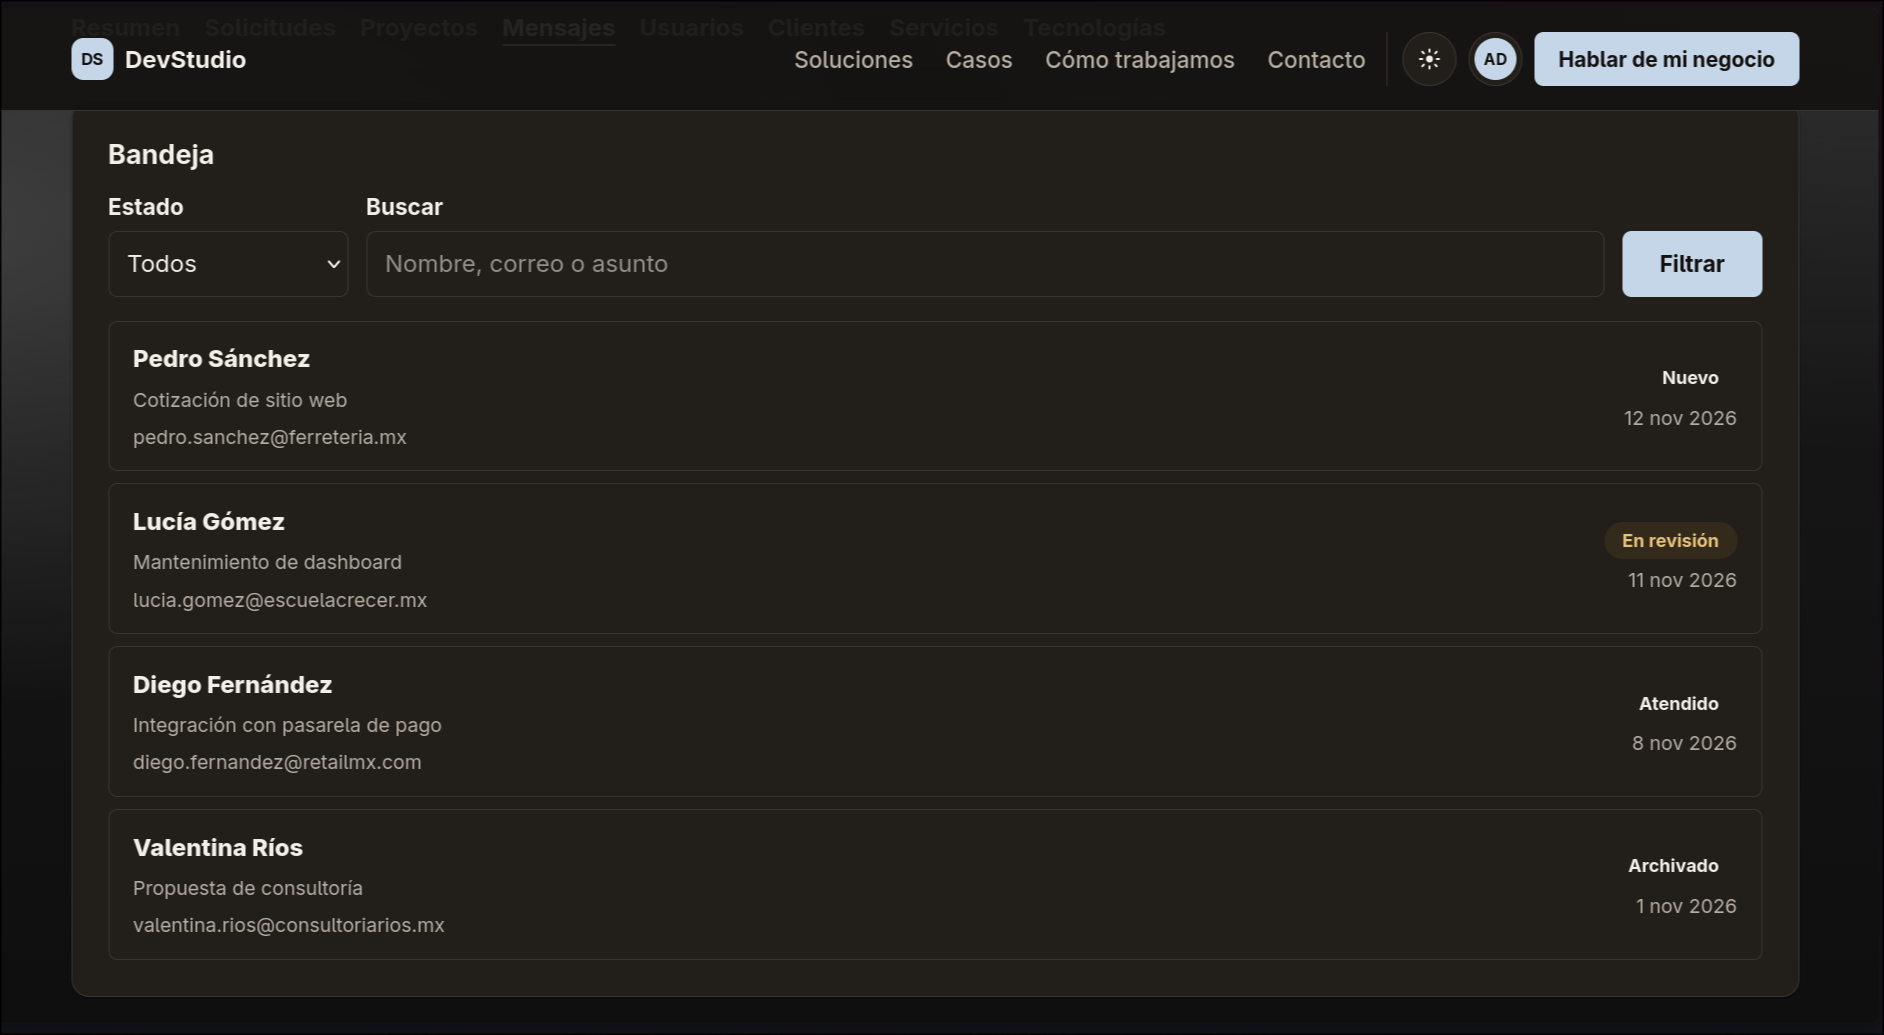 Resumen Solicitudes Proyectos Mensajes Usuarios Clientes Servicios Tecnologías
DS DevStudio Soluciones Casos Cómo trabajamos Contacto AD Hablar de mi negocio
Bandeja
Estado Buscar
Todos Nombre, correo o asunto Filtrar
Pedro Sánchez
Nuevo
Cotización de sitio web
12 nov 2026
pedro.sanchez@ferreteria.mx
Lucía Gómez
En revisión
Mantenimiento de dashboard
11 nov 2026
lucia.gomez@escuelacrecer.mx
Diego Fernández
Atendido
Integración con pasarela de pago
8 nov 2026
diego.fernandez@retailmx.com
Valentina Ríos
Archivado
Propuesta de consultoría
1 nov 2026
valentina.rios@consultoriarios.mx